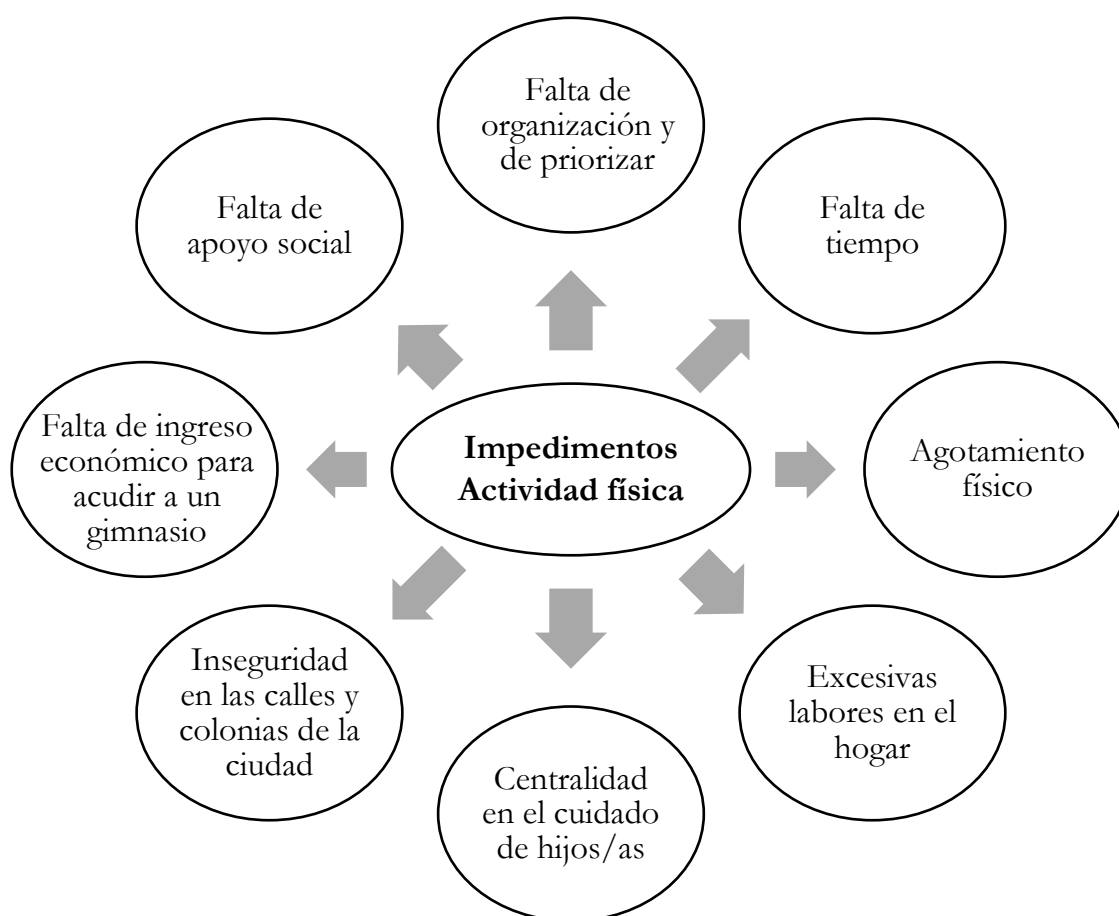 Falta de
organización y
de priorizar
Falta de
apoyo social
Falta de
tiempo
Falta de ingreso
económico para
acudir a un
gimnasio
Impedimentos
Actividad física
Agotamiento
físico
Inseguridad
en las calles y
colonias de la
ciudad
Excesivas
labores en el
hogar
Centralidad
en el cuidado
de hijos/as